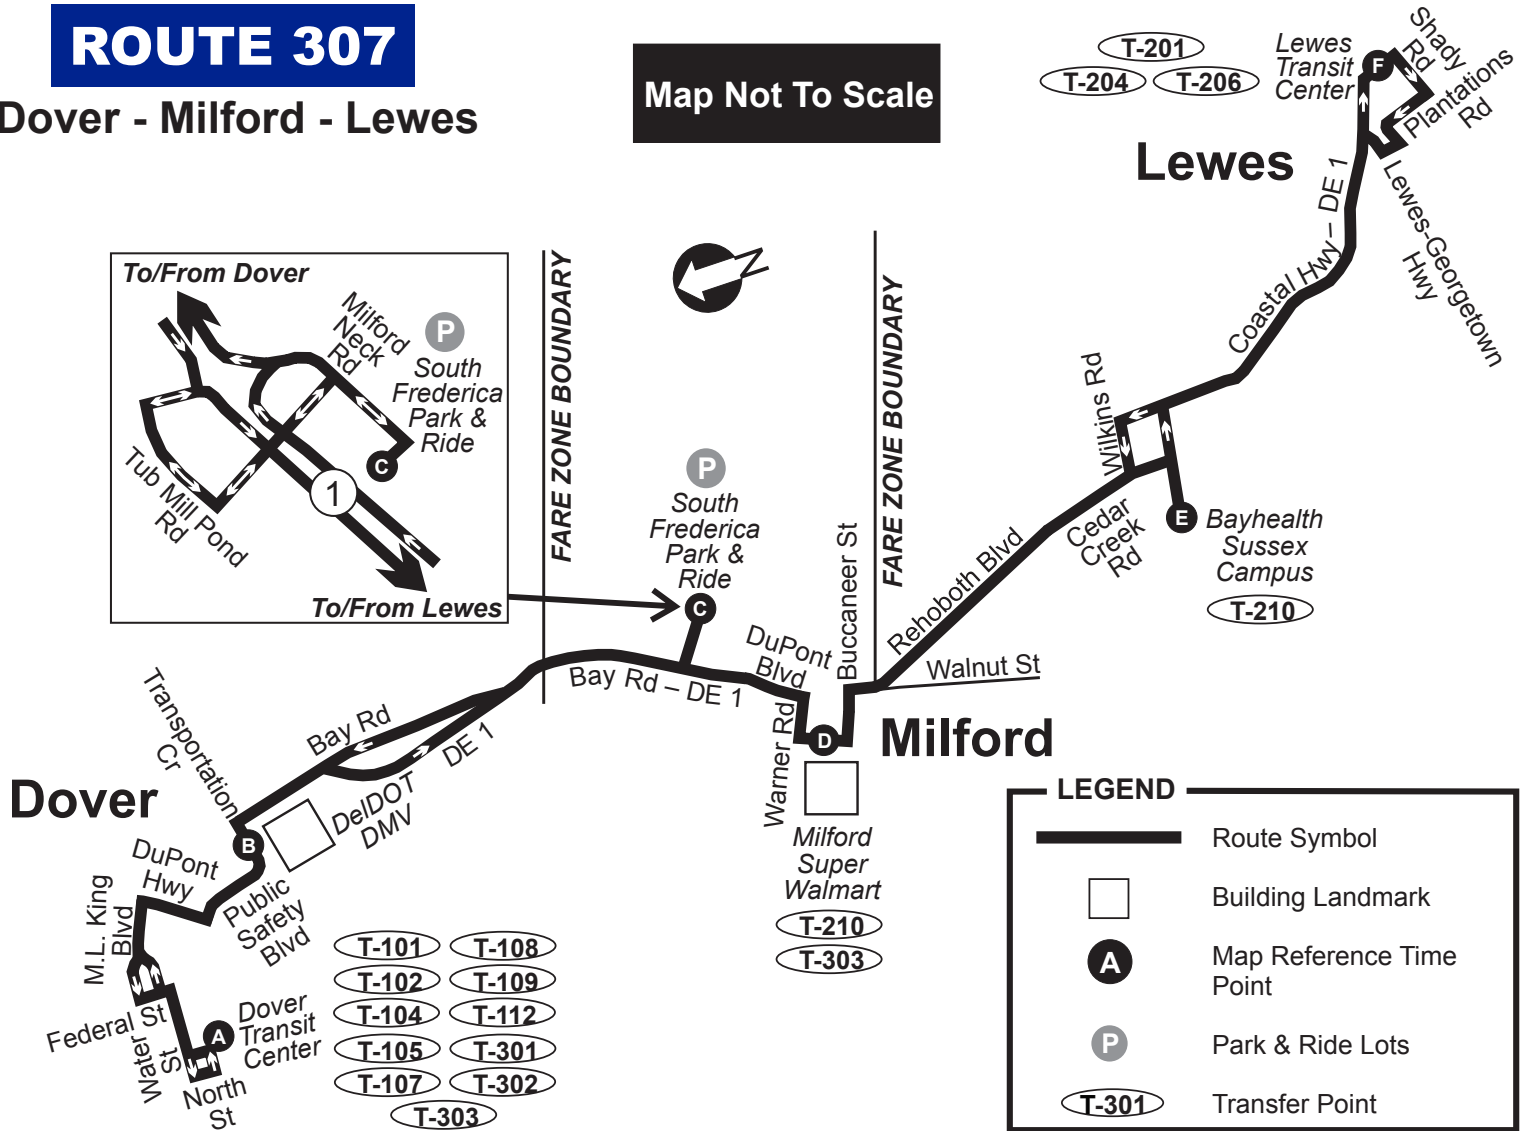 ROUTE 307
Dover - Milford - Lewes
Map Not To Scale
T-201
T-204
T-206
Lewes
Transit
Center
F
Shady
Rd
Plantations
Rd
Lewes
Lewes-Georgetown
Hwy
Coastal Hwy – DE 1
To/From Dover
Milford
Neck
Rd
P
South
Frederica
Park &
Ride
C
1
Tub Mill Pond
Rd
To/From Lewes
FARE ZONE BOUNDARY
N
FARE ZONE BOUNDARY
P
South
Frederica
Park &
Ride
C
Wilkins Rd
Cedar
Creek
Rd
E
Bayhealth
Sussex
Campus
T-210
Rehoboth Blvd
Buccaneer St
Walnut St
DuPont
Blvd
Bay Rd – DE 1
Warner Rd
D
Milford
Milford
Super
Walmart
T-210
T-303
Transportation
Cr
Bay Rd
DE 1
Dover
B
DelDOT
DMV
DuPont
Hwy
Public
Safety
Blvd
M.L. King
Blvd
Federal St
Water
St
A
Dover
Transit
Center
North
St
T-101
T-108
T-102
T-109
T-104
T-112
T-105
T-301
T-107
T-302
T-303
LEGEND
Route Symbol
Building Landmark
A
Map Reference Time
Point
P
Park & Ride Lots
T-301
Transfer Point